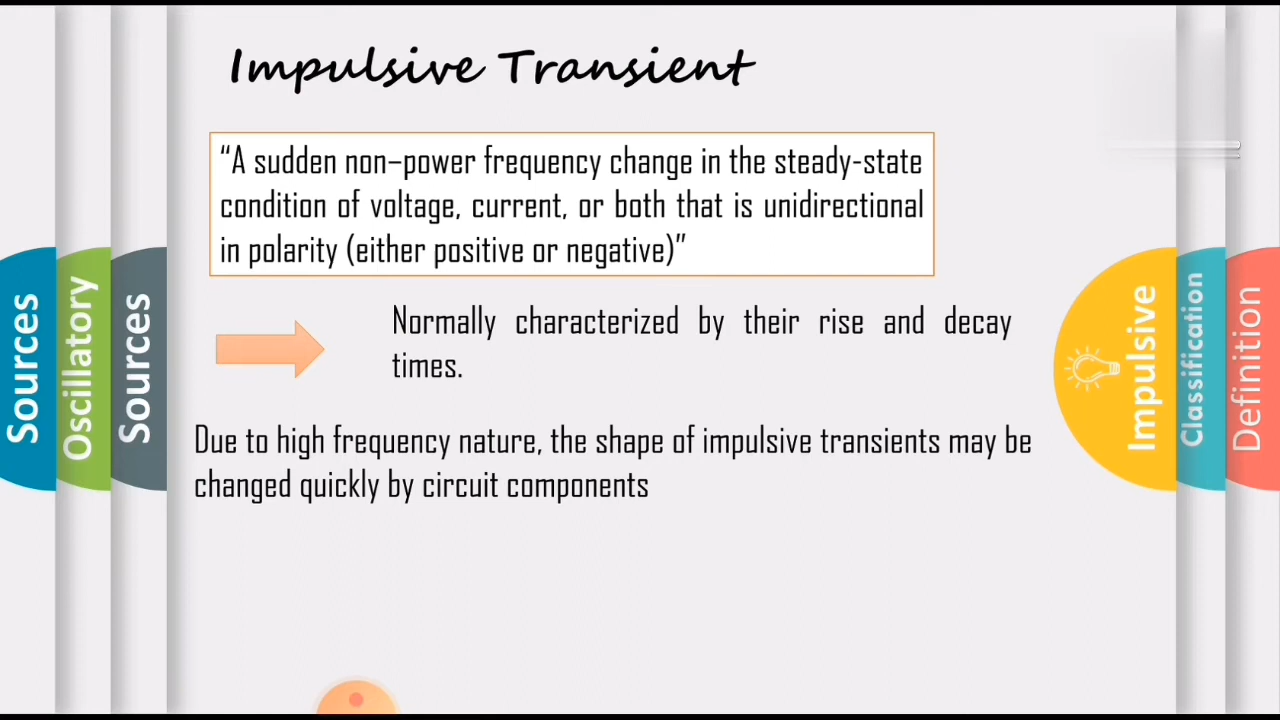 Impulsive Transient
“A sudden non–power frequency change in the steady-state
condition of voltage, current, or both that is unidirectional
in polarity (either positive or negative)”
Normally characterized by their rise and decay
times.
Due to high frequency nature, the shape of impulsive transients may be
changed quickly by circuit components
Sources
Oscillatory
Sources
Impulsive
Classification
Definition